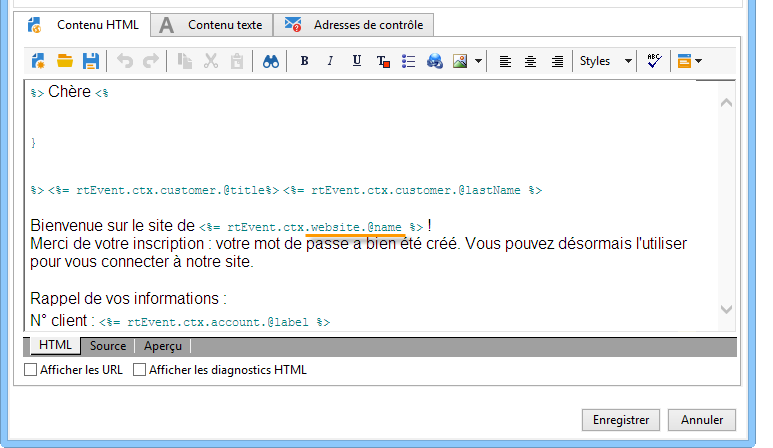 Contenu HTML
Contenu texte
Adresses de contrôle
B I U T Styles ABC
%> Chère <%
}
%> <%= rtEvent.ctx.customer.@title%> <%= rtEvent.ctx.customer.@lastName %>
Bienvenue sur le site de <%= rtEvent.ctx.website.@name %> !
Merci de votre inscription : votre mot de passe a bien été créé. Vous pouvez désormais l'utiliser
pour vous connecter à notre site.
Rappel de vos informations :
N° client : <%= rtEvent.ctx.account.@label %>
HTML Source Aperçu
Afficher les URL Afficher les diagnostics HTML
Enregistrer Annuler